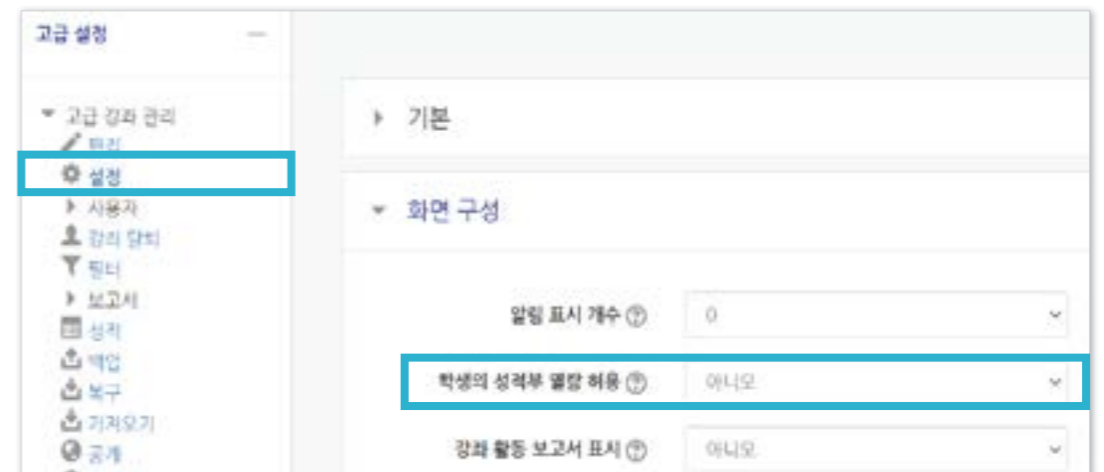 고급 설정
고급 강좌 관리
편집
설정
사용자
강의 탈퇴
필터
보고서
성적
백업
복구
가져오기
공개
기본
화면 구성
알림 표시 개수
0
학생의 성적부 열람 허용
아니오
강좌 활동 보고서 표시
아니오